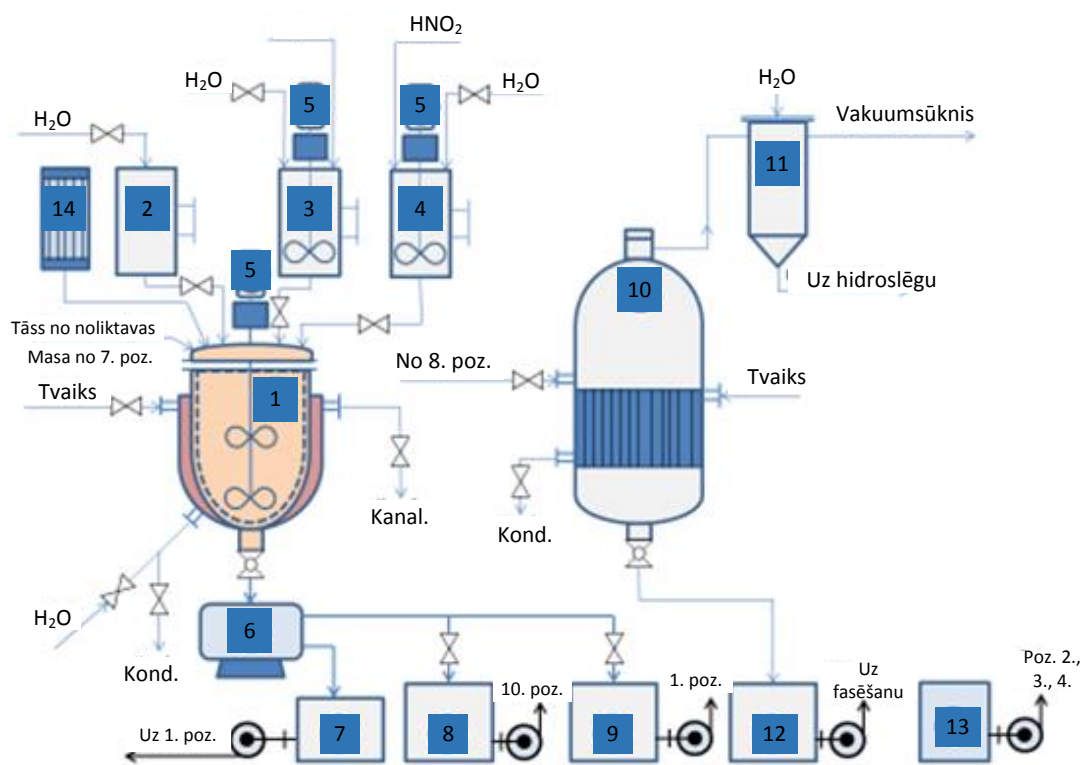 HNO₂
H₂O
H₂O
H₂O
H₂O
5
5
Vakuumsūknis
14
2
3
4
11
5
Uz hidroslēgu
10
Tāss no noliktavas
Masa no 7. poz.
No 8. poz.
Tvaiks
Tvaiks
1
Kanal.
Kond.
H₂O
6
Kond.
Poz. 2.,
3., 4.
Uz
fasēšanu
10. poz.
1. poz.
Uz 1. poz.
7
8
9
12
13